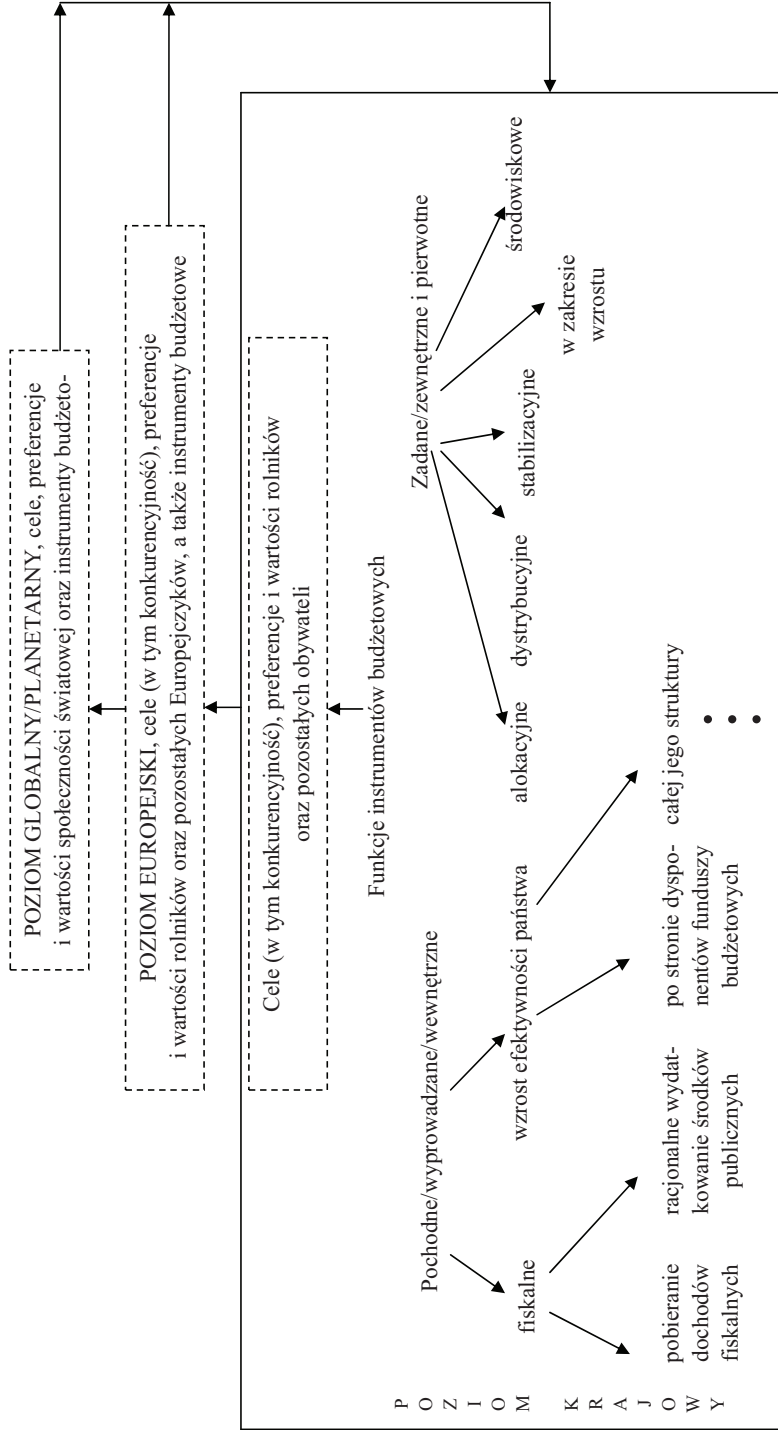 POZIOM GLOBALNY/PLANETARNY, cele, preferencje
i wartości społeczności światowej oraz instrumenty budżeto-
POZIOM EUROPEJSKI, cele (w tym konkurencyjność), preferencje
i wartości rolników oraz pozostałych Europejczyków, a także instrumenty budżetowe
Cele (w tym konkurencyjność), preferencje i wartości rolników
oraz pozostałych obywateli
Funkcje instrumentów budżetowych
Pochodne/wyprowadzane/wewnętrzne
Zadane/zewnętrzne i pierwotne
fiskalne
wzrost efektywności państwa
alokacyjne
dystrybucyjne
stabilizacyjne
w zakresie
wzrostu
środowiskowe
pobieranie
dochodów
fiskalnych
racjonalne wydat-
kowanie środków
publicznych
po stronie dyspo-
nentów funduszy
budżetowych
całej jego struktury
P
O
Z
I
O
M
K
R
A
J
O
W
Y